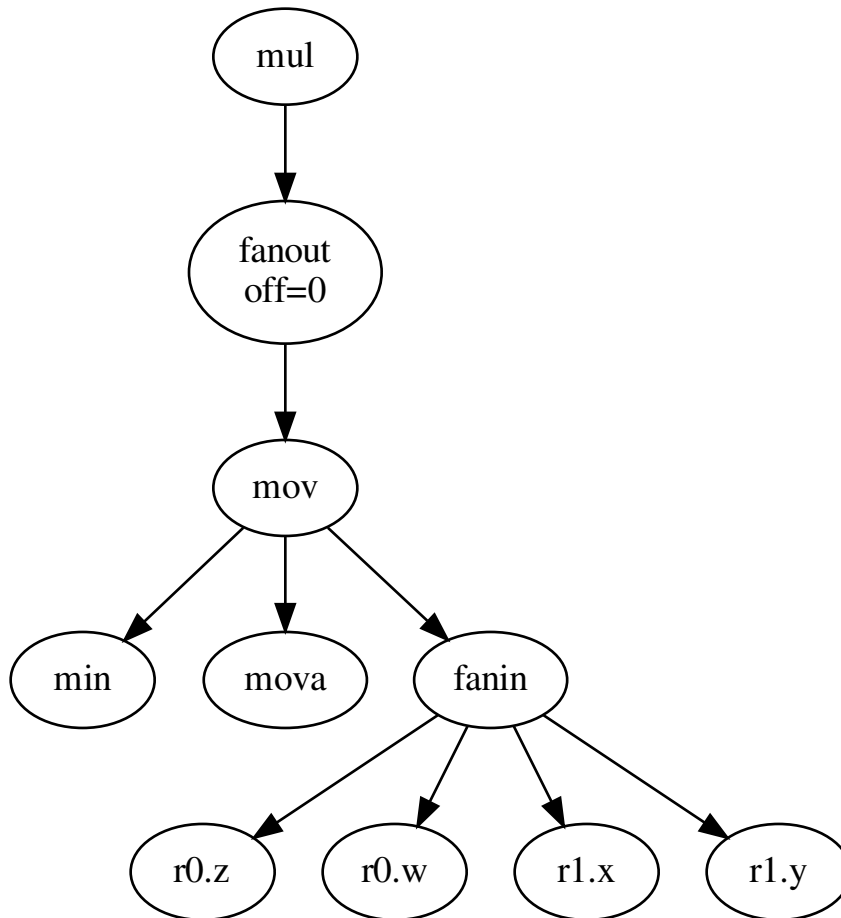 mul
fanout
off=0
mov
min
mova
fanin
r0.z
r0.w
r1.x
r1.y